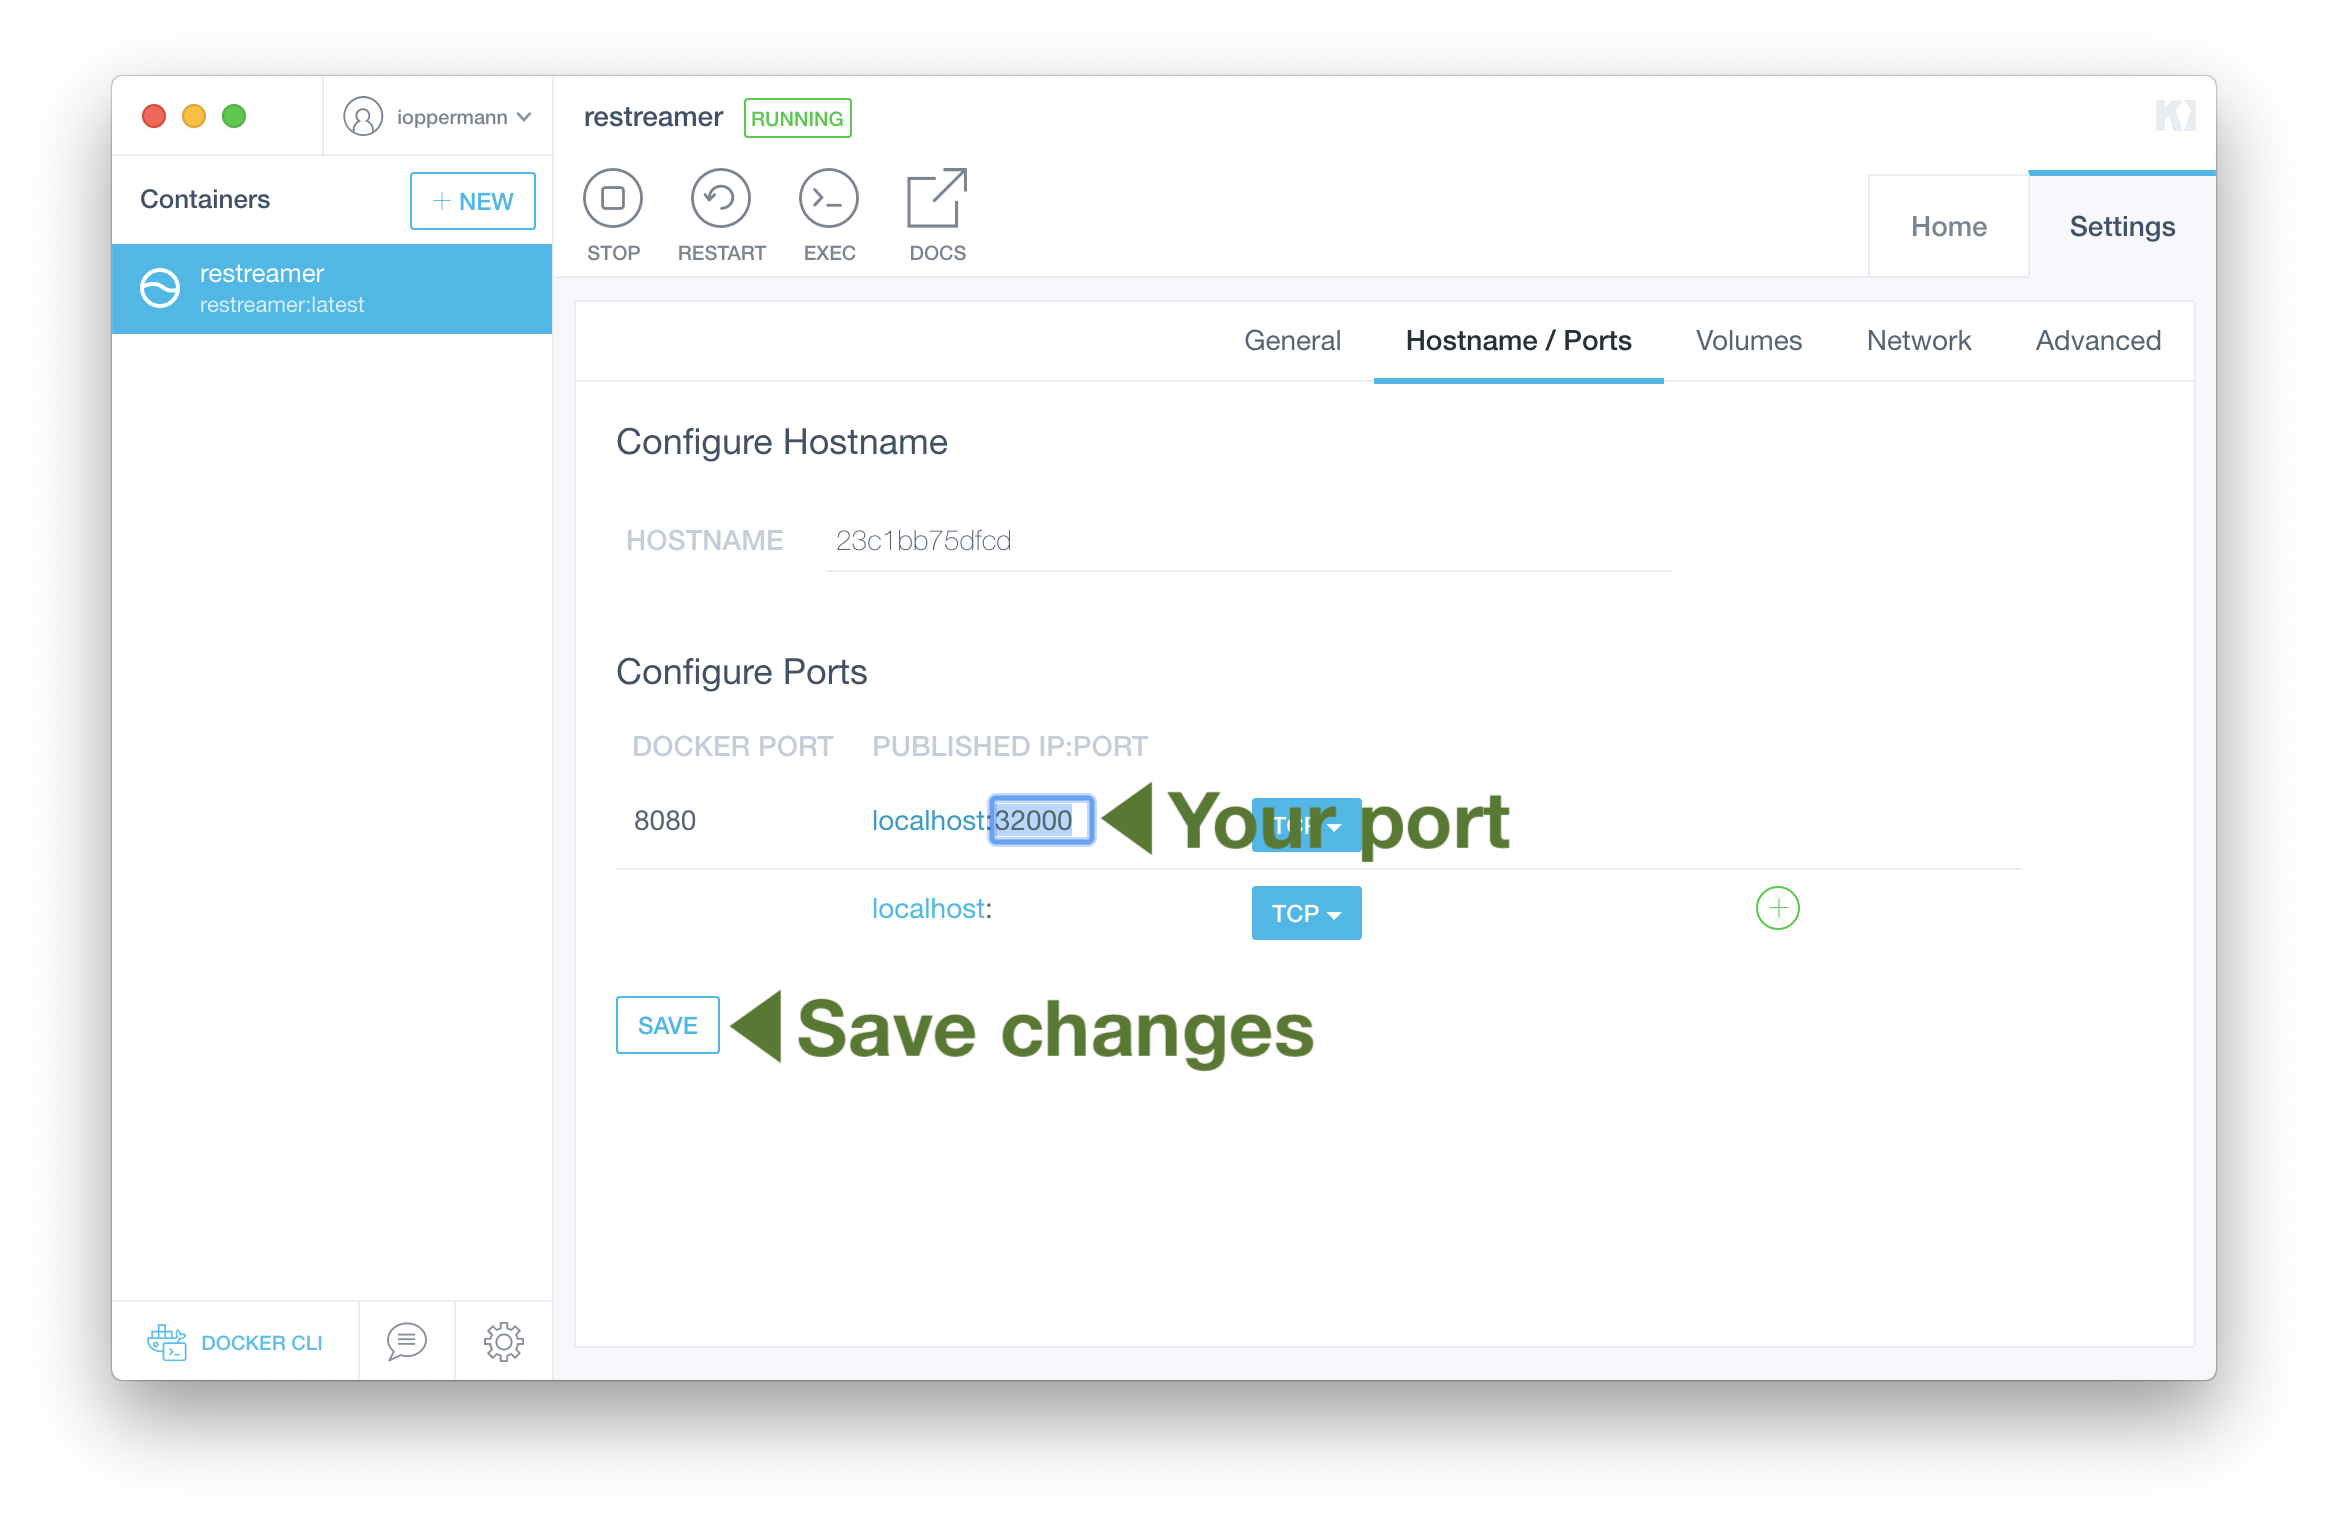 ioppermann
restreamer RUNNING
Containers
+ NEW
restreamer
restreamer:latest
STOP RESTART EXEC DOCS
Home Settings
General Hostname / Ports Volumes Network Advanced
Configure Hostname
HOSTNAME 23c1bb75dfcd
Configure Ports
DOCKER PORT PUBLISHED IP:PORT
8080 localhost:32000 TCP
Your port
localhost: TCP
SAVE
Save changes
DOCKER CLI